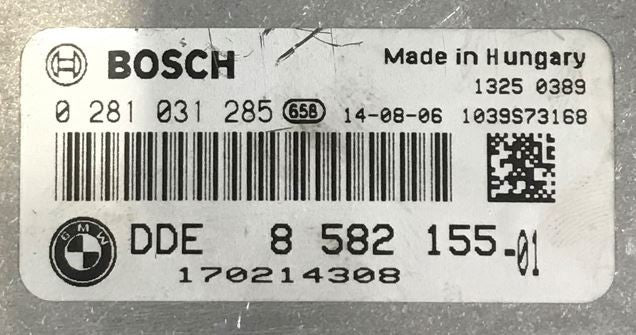 BOSCH Made in Hungary
1325 0389
0 281 031 285 658 14-08-06 1039S73168
BMW DDE 8 582 155-01
170214308